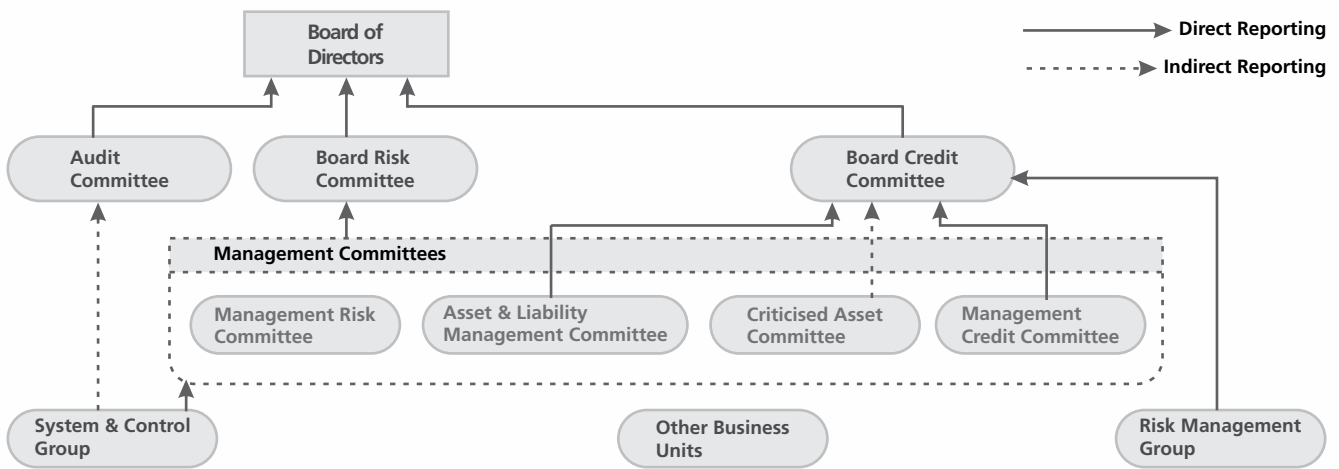 Board of
Directors
Direct Reporting
Indirect Reporting
Audit
Committee
Board Risk
Committee
Board Credit
Committee
Management Committees
Management Risk
Committee
Asset & Liability
Management Committee
Criticised Asset
Committee
Management
Credit Committee
System & Control
Group
Other Business
Units
Risk Management
Group